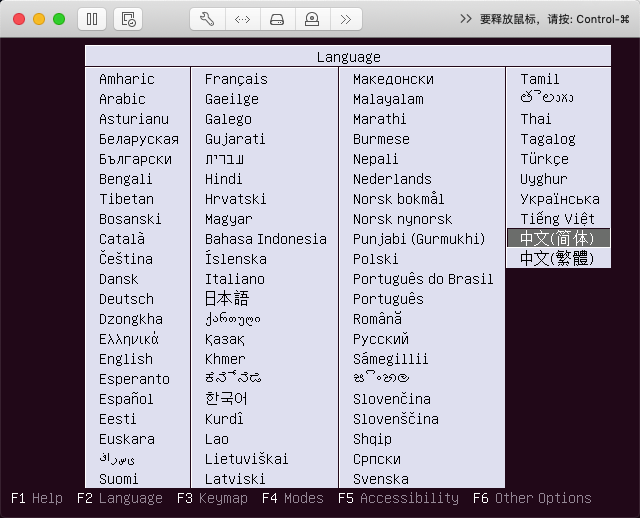 要释放鼠标，请按: Control-⌘
Language
Amharic
Arabic
Asturianu
Беларуская
Български
Bengali
Tibetan
Bosanski
Català
Čeština
Dansk
Deutsch
Dzongkha
Ελληνικά
English
Esperanto
Español
Eesti
Euskara
فارسی
Suomi
Français
Gaeilge
Galego
Gujarati
עברית
Hindi
Hrvatski
Magyar
Bahasa Indonesia
Íslenska
Italiano
日本語
ქართული
Қазақ
Khmer
ಕನ್ನಡ
한국어
Kurdî
Lao
Lietuviškai
Latviski
Македонски
Malayalam
Marathi
Burmese
Nepali
Nederlands
Norsk bokmål
Norsk nynorsk
Punjabi (Gurmukhi)
Polski
Português do Brasil
Português
Română
Русский
Sámegillii
සිංහල
Slovenčina
Slovenščina
Shqip
Српски
Svenska
Tamil
తెలుగు
Thai
Tagalog
Türkçe
Uyghur
Українська
Tiếng Việt
中文(简体)
中文(繁體)
F1 Help F2 Language F3 Keymap F4 Modes F5 Accessibility F6 Other Options